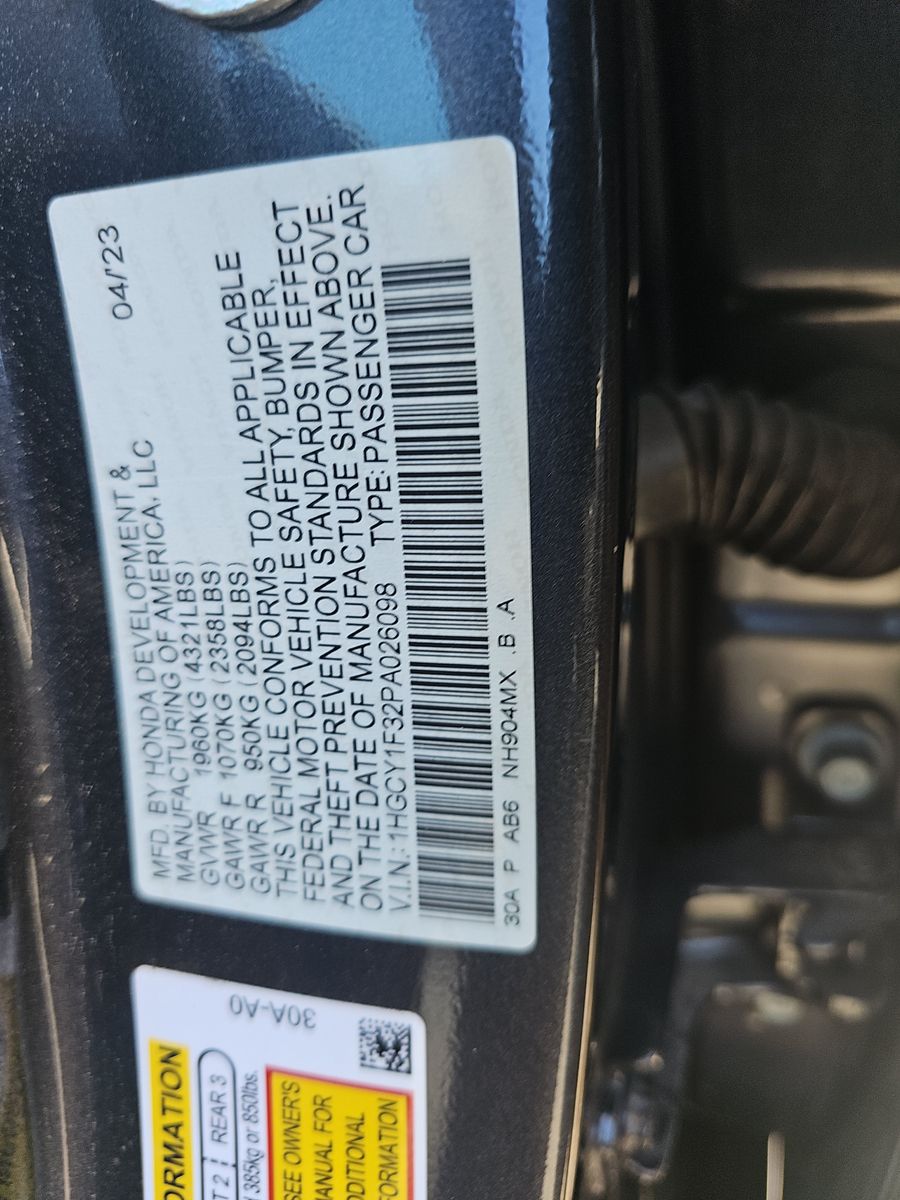 MFD. BY HONDA DEVELOPMENT &
MANUFACTURING OF AMERICA, LLC
04/'23
GVWR 1960KG (4321LBS)
GAWR F 1070KG (2358LBS)
GAWR R 950KG (2094LBS)
THIS VEHICLE CONFORMS TO ALL APPLICABLE
FEDERAL MOTOR VEHICLE SAFETY, BUMPER,
AND THEFT PREVENTION STANDARDS IN EFFECT
ON THE DATE OF MANUFACTURE SHOWN ABOVE.
V.I.N.: 1HGCY1F32PA026098 TYPE: PASSENGER CAR
30A P AB6 NH904MX .B .A
30A-A0
ORMATION
T 2 REAR 3
385kg or 850lbs.
SEE OWNER'S
MANUAL FOR
ADDITIONAL
FORMATION